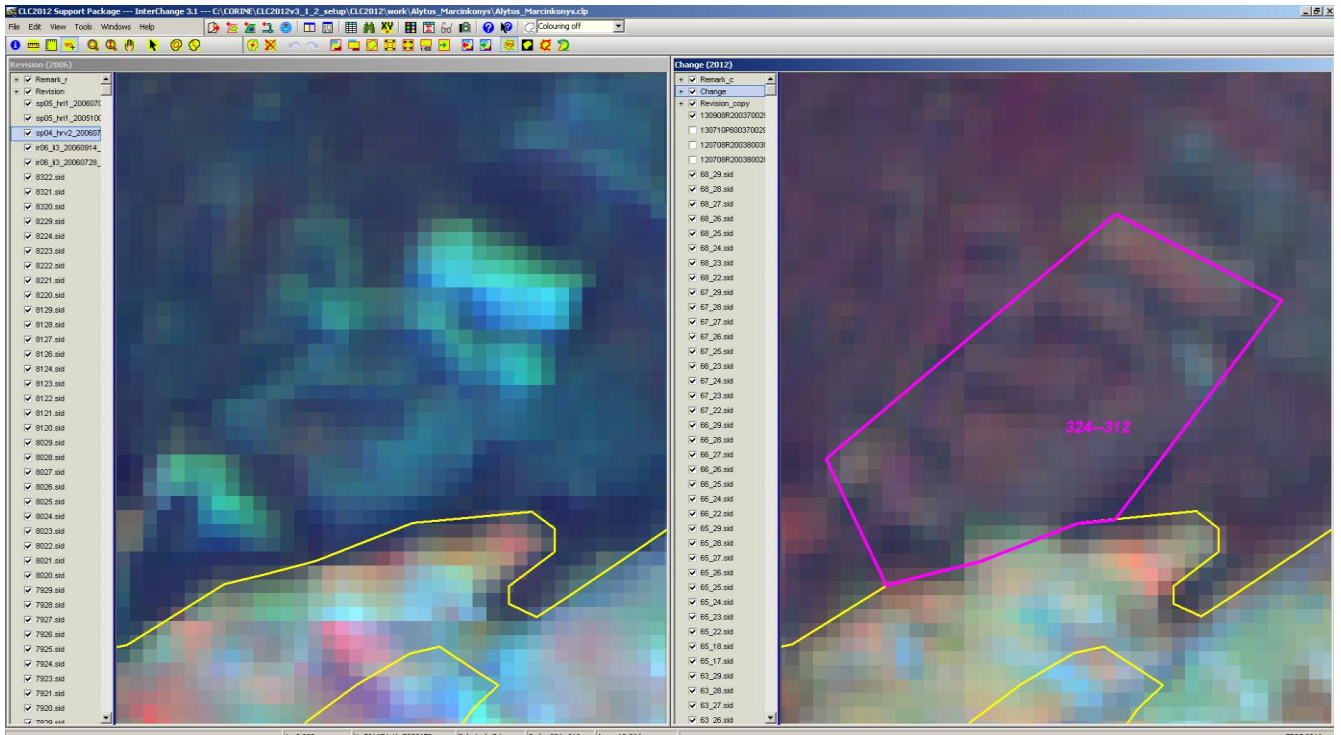 CLC2012 Support Package --- InterChange 3.1 --- C:\CORINE\CLC2012v3_1_2_setup\CLC2012\work\Alytus_Marcinkonys\Alytus_Marcinkonys.clp
File Edit View Tools Windows Help
Colouring off
Revision (2006)
Remark_r
Revision
sp05_hri1_2006070
sp05_hri1_2005100
sp04_hrv2_200607
ir06_li3_20060914_
ir06_li3_20060728_
8322.sid
8321.sid
8320.sid
8229.sid
8224.sid
8223.sid
8222.sid
8221.sid
8220.sid
8129.sid
8128.sid
8127.sid
8126.sid
8124.sid
8123.sid
8122.sid
8121.sid
8120.sid
8029.sid
8028.sid
8027.sid
8026.sid
8025.sid
8024.sid
8023.sid
8022.sid
8021.sid
8020.sid
7929.sid
7928.sid
7927.sid
7926.sid
7925.sid
7924.sid
7923.sid
7921.sid
7920.sid
7829.sid
Change (2012)
Remark_c
Change
Revision_copy
130908R200370029
130710P600370029
120708R200380030
120708R200380028
68_29.sid
68_28.sid
68_27.sid
68_26.sid
68_25.sid
68_24.sid
68_23.sid
68_22.sid
67_29.sid
67_28.sid
67_27.sid
67_26.sid
67_25.sid
66_23.sid
67_24.sid
67_23.sid
67_22.sid
66_29.sid
66_28.sid
66_27.sid
66_26.sid
66_25.sid
66_24.sid
66_22.sid
65_29.sid
65_28.sid
65_27.sid
65_26.sid
65_25.sid
65_24.sid
65_23.sid
65_22.sid
65_18.sid
65_17.sid
63_29.sid
63_28.sid
63_27.sid
63_26.sid
324-312